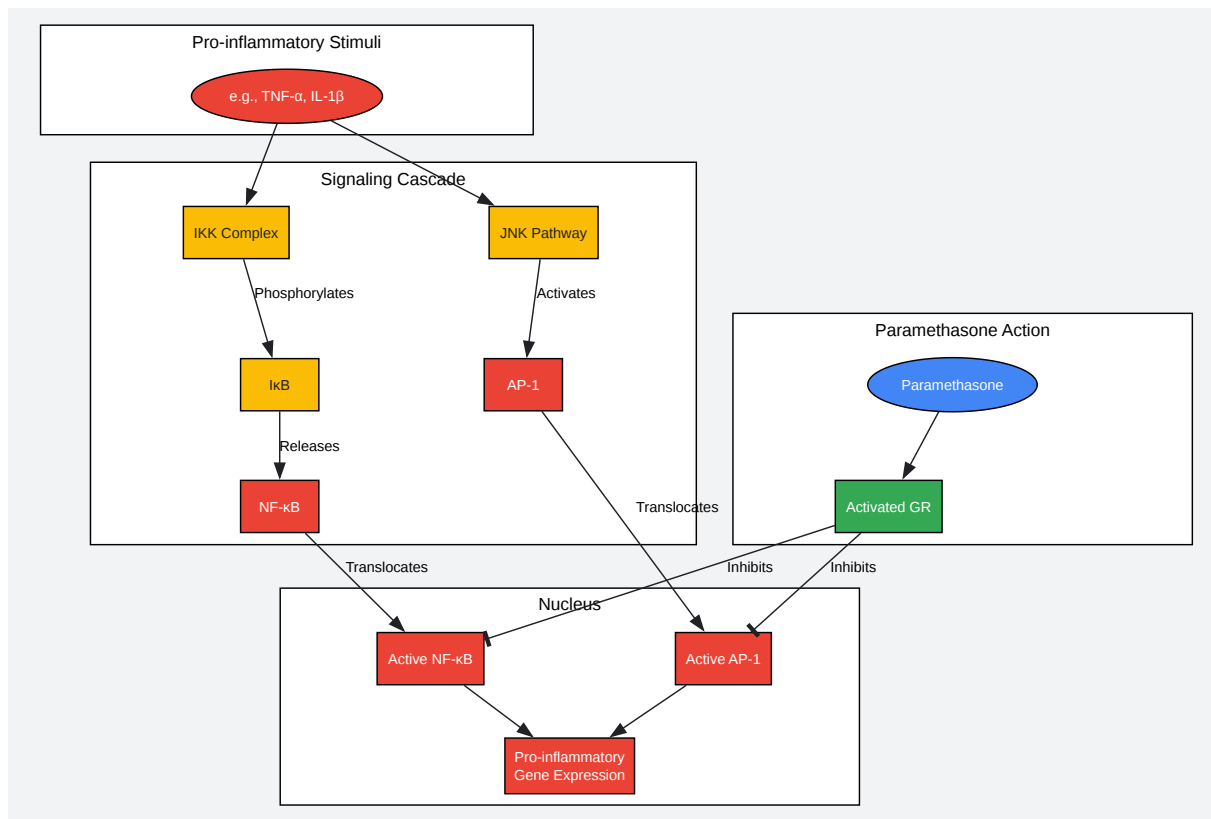 Pro-inflammatory Stimuli
e.g., TNF-α, IL-1β
Signaling Cascade
IKK Complex
JNK Pathway
Phosphorylates
Activates
Paramethasone Action
IκB
AP-1
Paramethasone
Releases
NF-κB
Translocates
Activated GR
Translocates
Inhibits
Inhibits
Nucleus
Active NF-κB
Active AP-1
Pro-inflammatory
Gene Expression